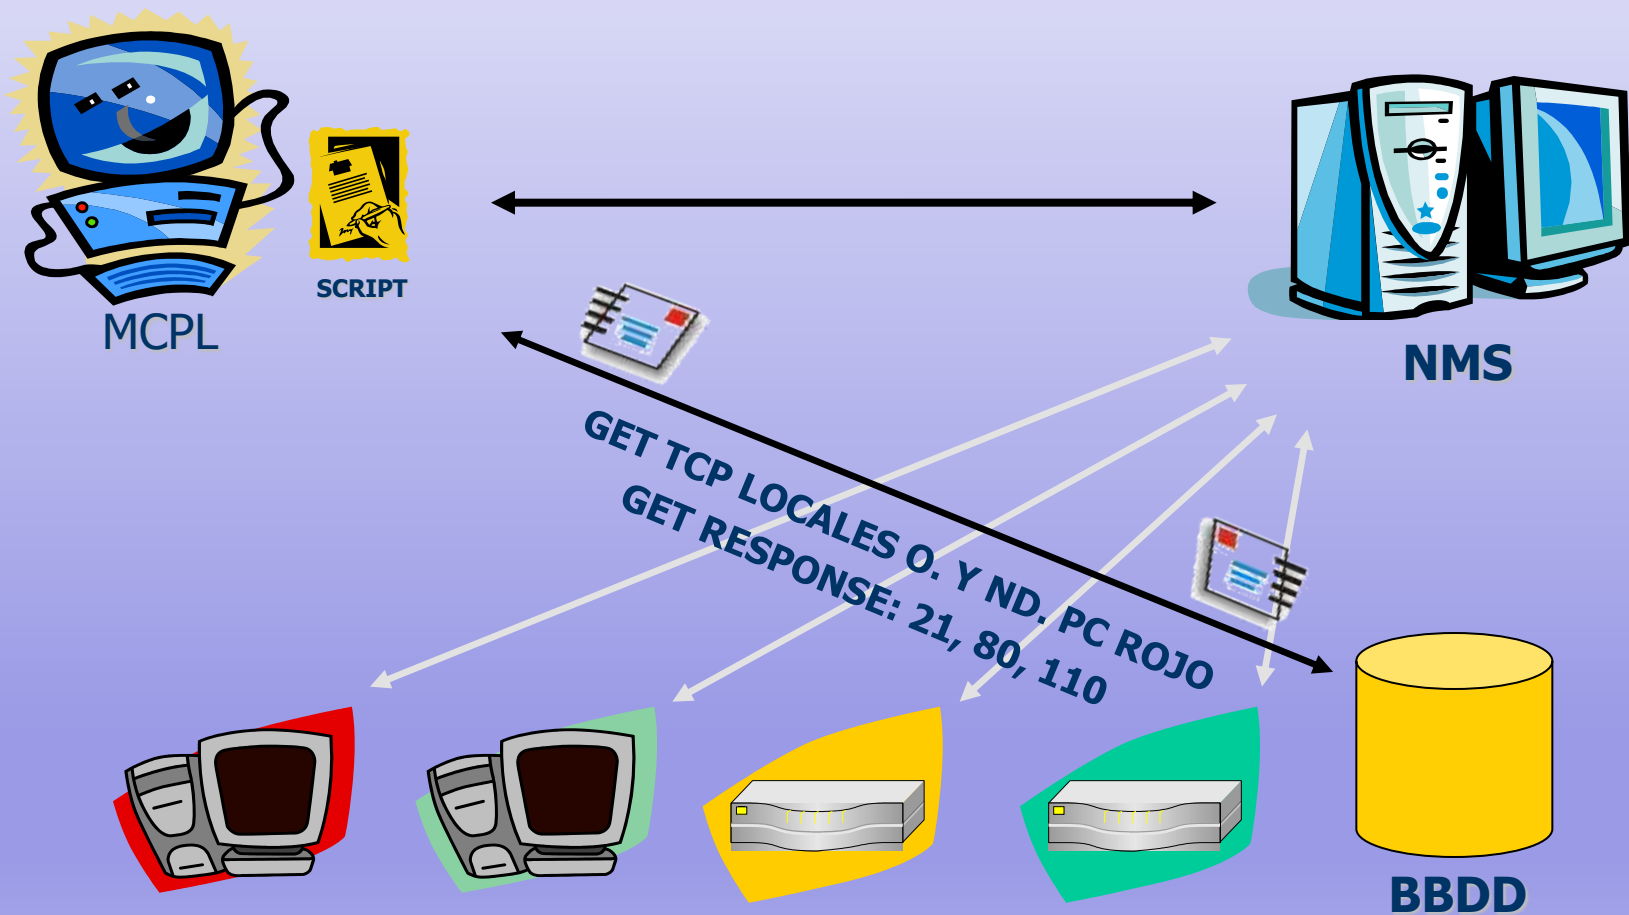 SCRIPT
MCPL
NMS
GET TCP LOCALES O. Y ND. PC ROJO
GET RESPONSE: 21, 80, 110
BBDD